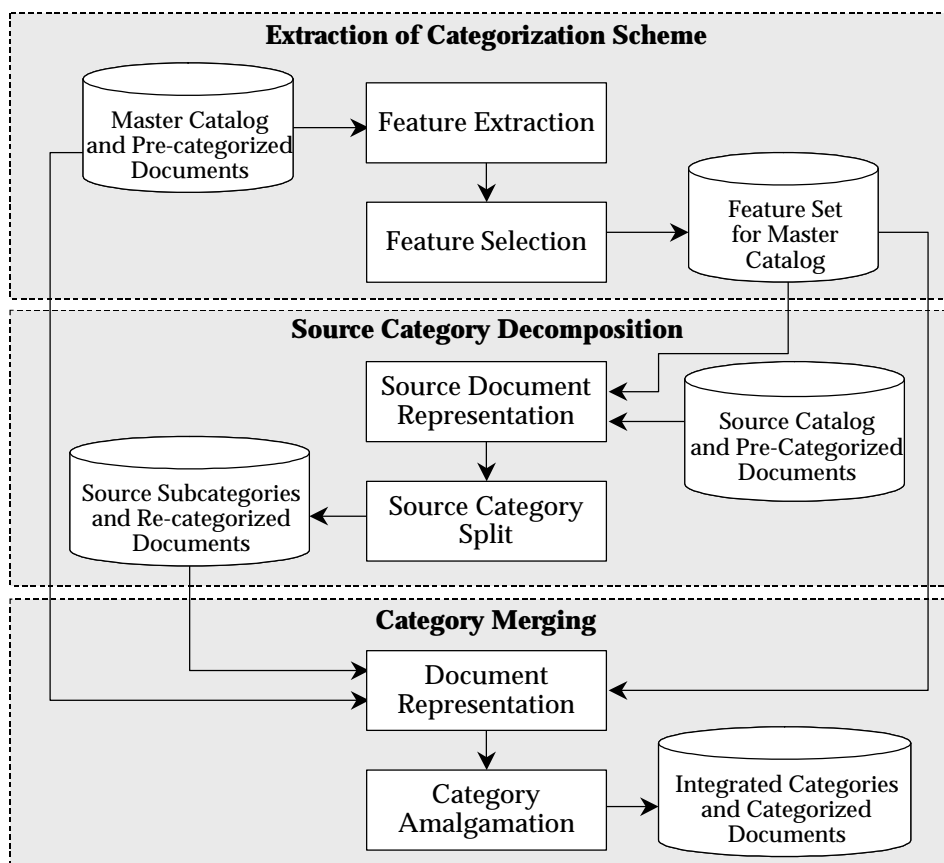 Extraction of Categorization Scheme
Master Catalog
and Pre-categorized
Documents
Feature Extraction
Feature Selection
Feature Set
for Master
Catalog
Source Category Decomposition
Source Document
Representation
Source Catalog
and Pre-Categorized
Documents
Source Category
Split
Source Subcategories
and Re-categorized
Documents
Category Merging
Document
Representation
Category
Amalgamation
Integrated Categories
and Categorized
Documents